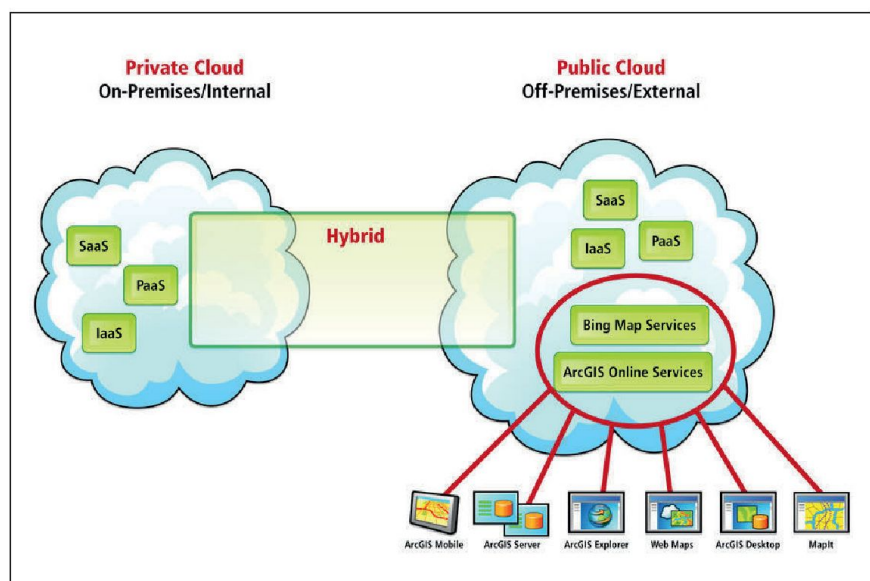 Private Cloud
On-Premises/Internal
Public Cloud
Off-Premises/External
SaaS
PaaS
IaaS
Hybrid
SaaS
IaaS
PaaS
Bing Map Services
ArcGIS Online Services
ArcGIS Mobile
ArcGIS Server
ArcGIS Explorer
Web Maps
ArcGIS Desktop
MapIt